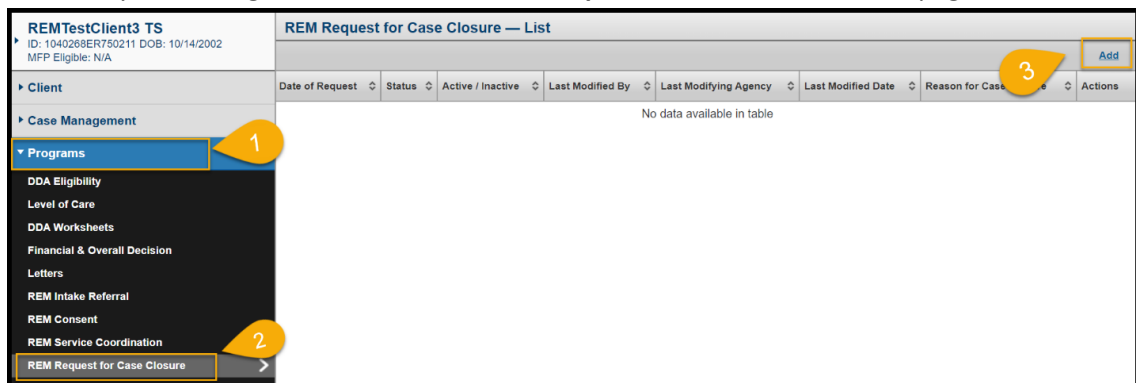 REMTestClient3 TS
ID: 1040268ER750211 DOB: 10/14/2002
MFP Eligible: N/A
Client
Case Management
Programs
1
DDA Eligibility
Level of Care
DDA Worksheets
Financial & Overall Decision
Letters
REM Intake Referral
REM Consent
REM Service Coordination
2
REM Request for Case Closure
REM Request for Case Closure — List
3
Add
Date of Request Status Active / Inactive Last Modified By Last Modifying Agency Last Modified Date Reason for Actions
No data available in table